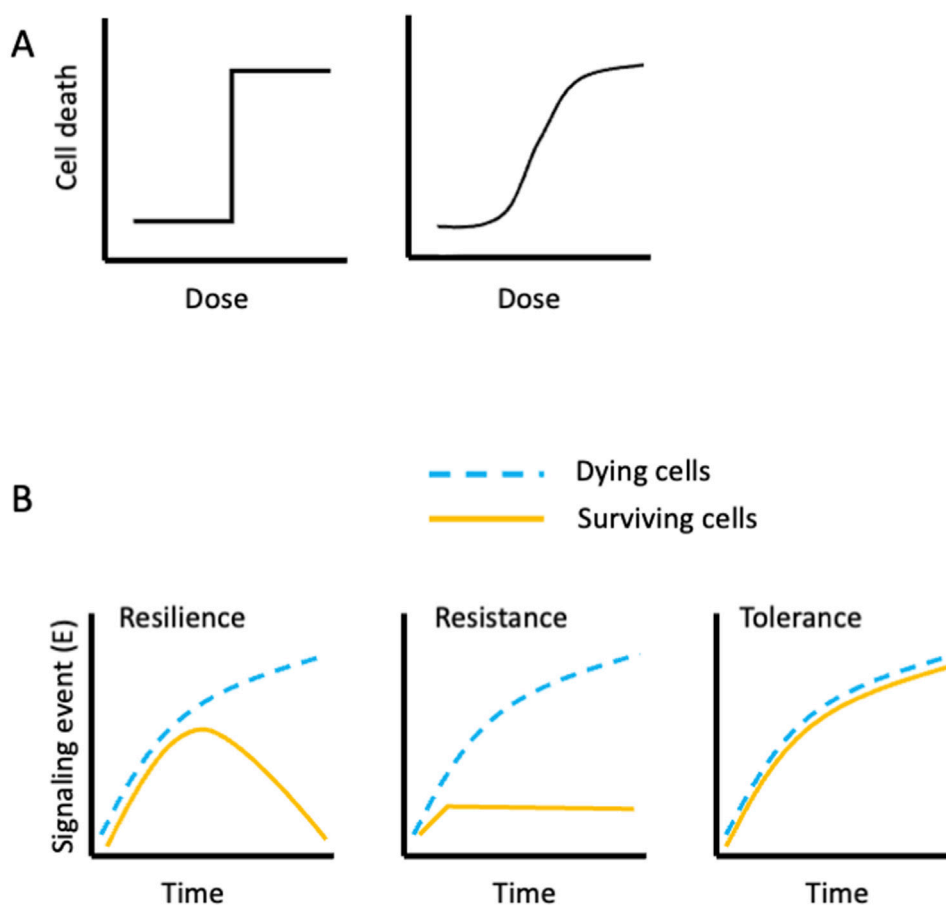 A
Cell death
Dose
Dose
B
Dying cells
Surviving cells
Signaling event (E)
Resilience
Resistance
Tolerance
Time
Time
Time